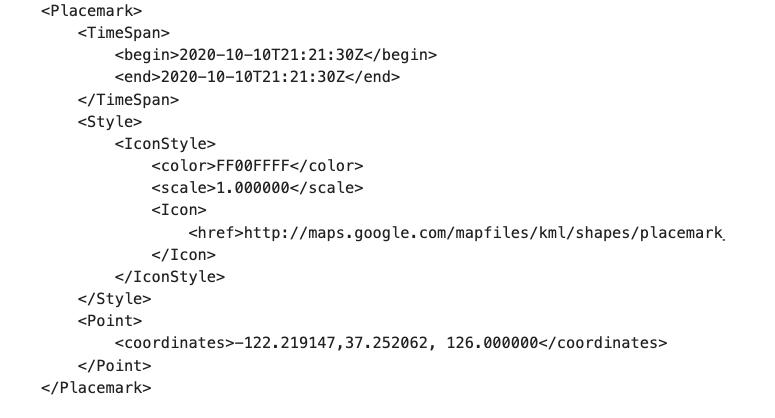 <Placemark>
<TimeSpan>
<begin>2020-10-10T21:21:30Z</begin>
<end>2020-10-10T21:21:30Z</end>
</TimeSpan>
<Style>
<IconStyle>
<color>FF00FFFF</color>
<scale>1.000000</scale>
<Icon>
<href>http://maps.google.com/mapfiles/kml/shapes/placemark_
</Icon>
</IconStyle>
</Style>
<Point>
<coordinates>-122.219147,37.252062, 126.000000</coordinates>
</Point>
</Placemark>